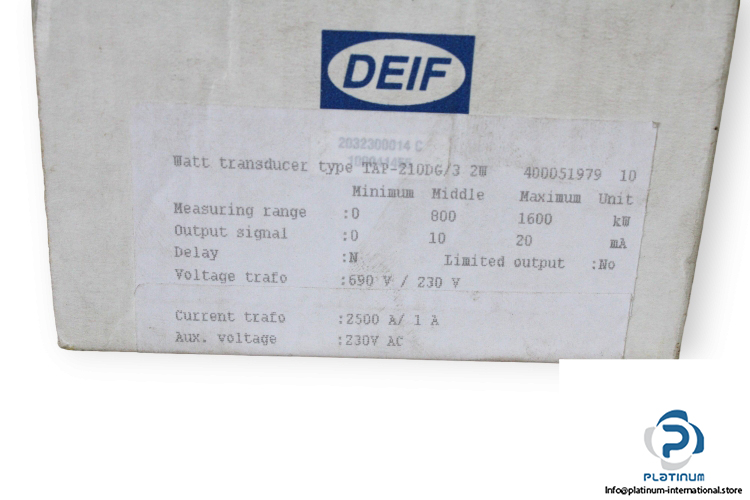 DEIF
2032300014 C
Watt transducer type TAP-210DG/3 2W 400051979 10
Minimum Middle Maximum Unit
Measuring range :0 800 1600 kW
Output signal :0 10 20 mA
Delay :N Limited output :No
Voltage trafo :690 V / 230 V
Current trafo :2500 A/ 1 A
Aux. voltage :230V AC
PLATINUM
Info@platinum-international.store